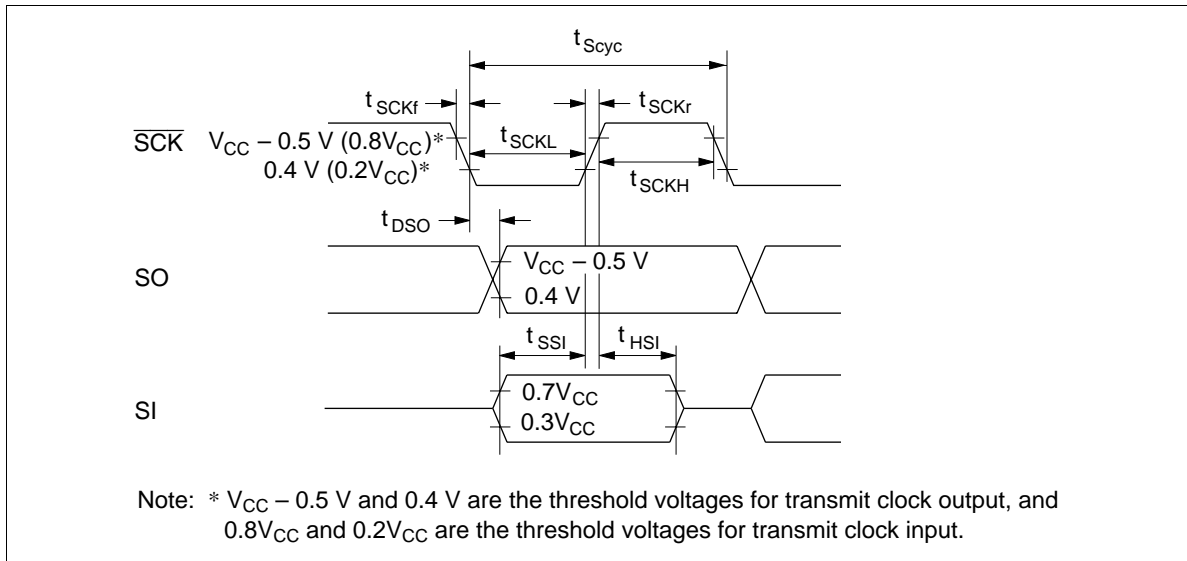 tScyc
tSCKf
tSCKr
SCK VCC – 0.5 V (0.8VCC)*
tSCKL
0.4 V (0.2VCC)*
tSCKH
tDSO
SO
VCC – 0.5 V
0.4 V
tSSI
tHSI
SI
0.7VCC
0.3VCC
Note: * VCC – 0.5 V and 0.4 V are the threshold voltages for transmit clock output, and
0.8VCC and 0.2VCC are the threshold voltages for transmit clock input.